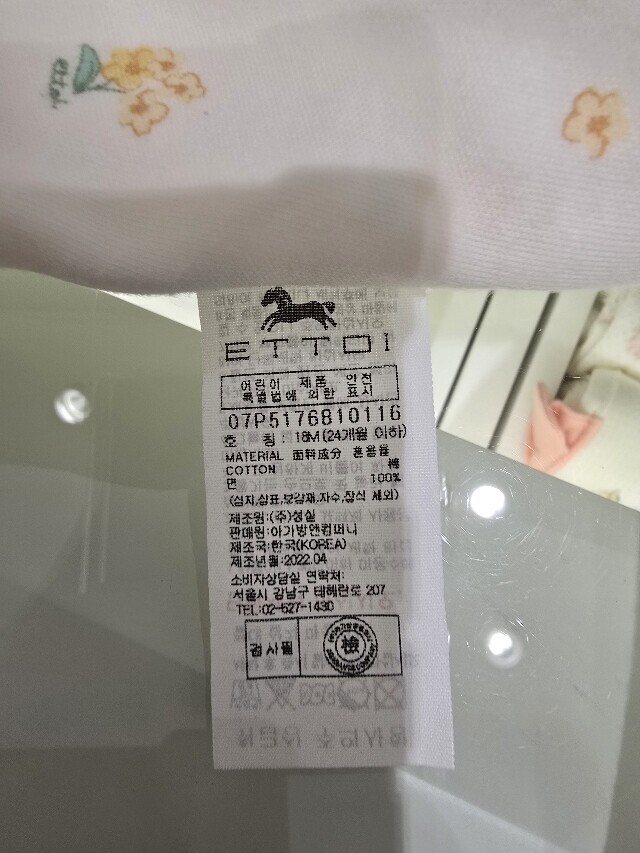 ettoi
ETTOI
어린이 제품 안전
특별법에 의한 표시
07P5176810116
호 칭 : 18M(24개월 이하)
MATERIAL 面料成分 혼용율
COTTON 棉
면 100%
(심지,상표,보강재,자수,장식 제외)
제조원:(주)성실
판매원:아가방앤컴퍼니
제조국:한국(KOREA)
제조년월:2022.04
소비자상담실 연락처:
서울시 강남구 테헤란로 207
TEL:02-527-1430
검사필 檢